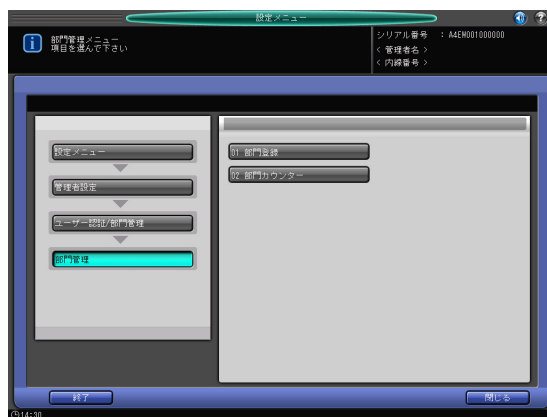 設定メニュー
部門管理メニュー
項目を選んで下さい
シリアル番号 : A4EW001000000
< 管理者名 >
< 内線番号 >
設定メニュー
管理者設定
ユーザー認証/部門管理
部門管理
01 部門登録
02 部門カウンター
終了
閉じる
14:30